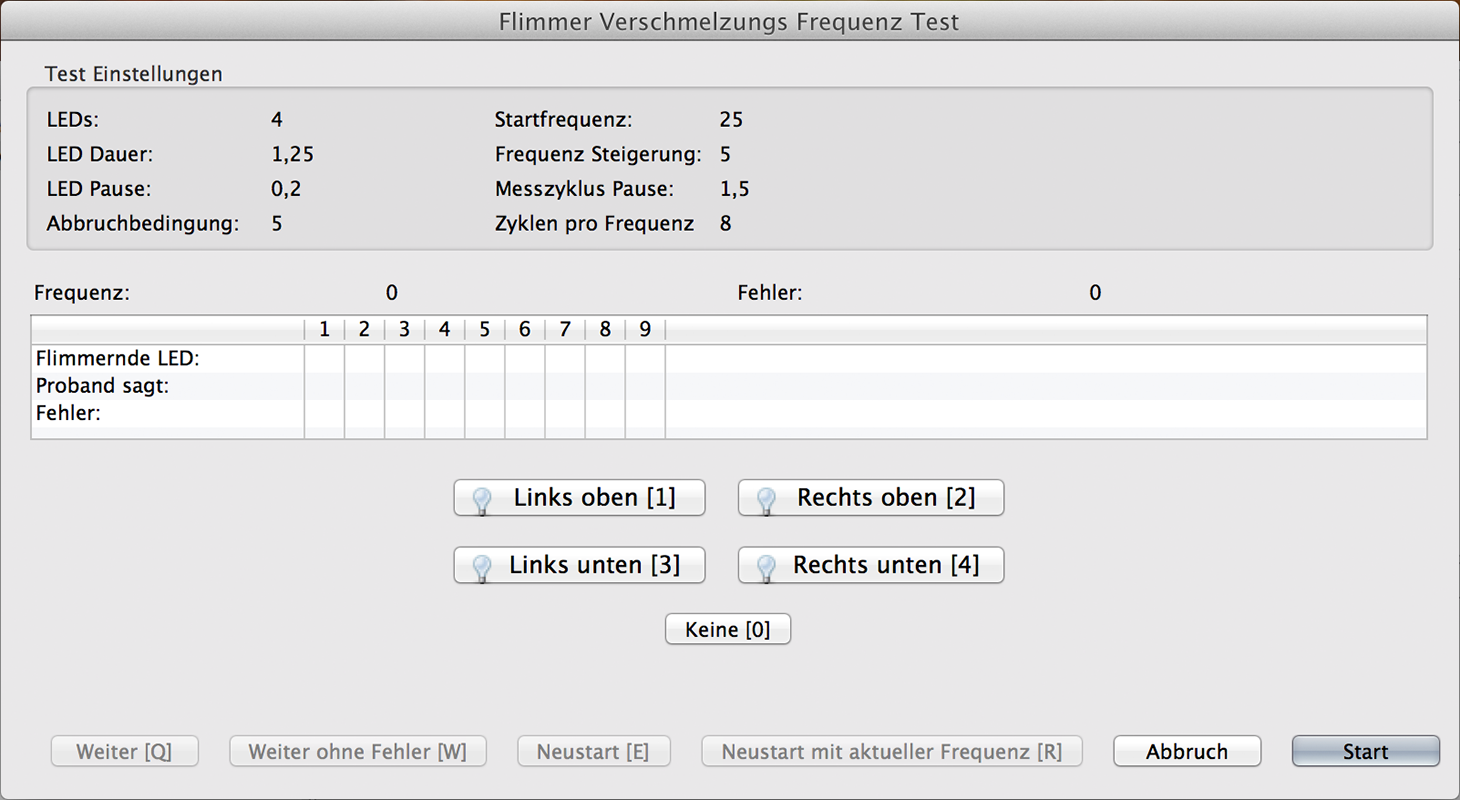 Flimmer Verschmelzungs Frequenz Test
Test Einstellungen
LEDs: 4 Startfrequenz: 25
LED Dauer: 1,25 Frequenz Steigerung: 5
LED Pause: 0,2 Messzyklus Pause: 1,5
Abbruchbedingung: 5 Zyklen pro Frequenz 8
Frequenz: 0 Fehler: 0
1 2 3 4 5 6 7 8 9
Flimmernde LED:
Proband sagt:
Fehler:
Links oben [1] Rechts oben [2]
Links unten [3] Rechts unten [4]
Keine [0]
Weiter [Q] Weiter ohne Fehler [W] Neustart [E] Neustart mit aktueller Frequenz [R] Abbruch Start